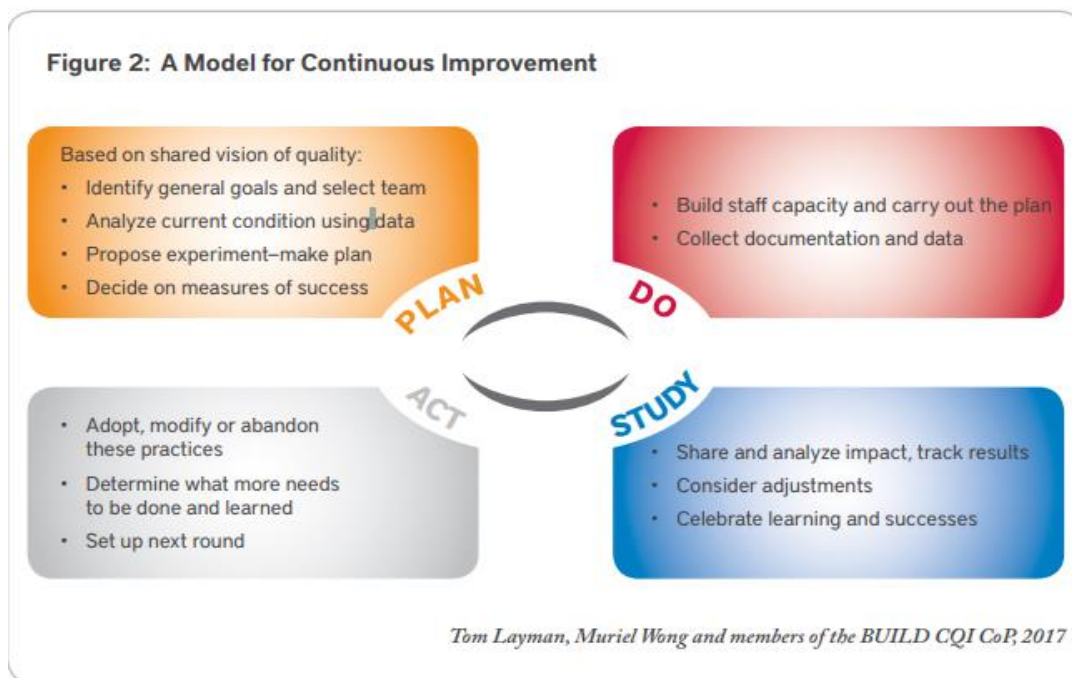 Figure 2: A Model for Continuous Improvement
Based on shared vision of quality:
• Identify general goals and select team
• Analyze current condition using data
• Propose experiment–make plan
• Decide on measures of success
PLAN
• Build staff capacity and carry out the plan
• Collect documentation and data
DO
ACT
• Adopt, modify or abandon
these practices
• Determine what more needs
to be done and learned
• Set up next round
STUDY
• Share and analyze impact, track results
• Consider adjustments
• Celebrate learning and successes
Tom Layman, Muriel Wong and members of the BUILD CQI CoP, 2017